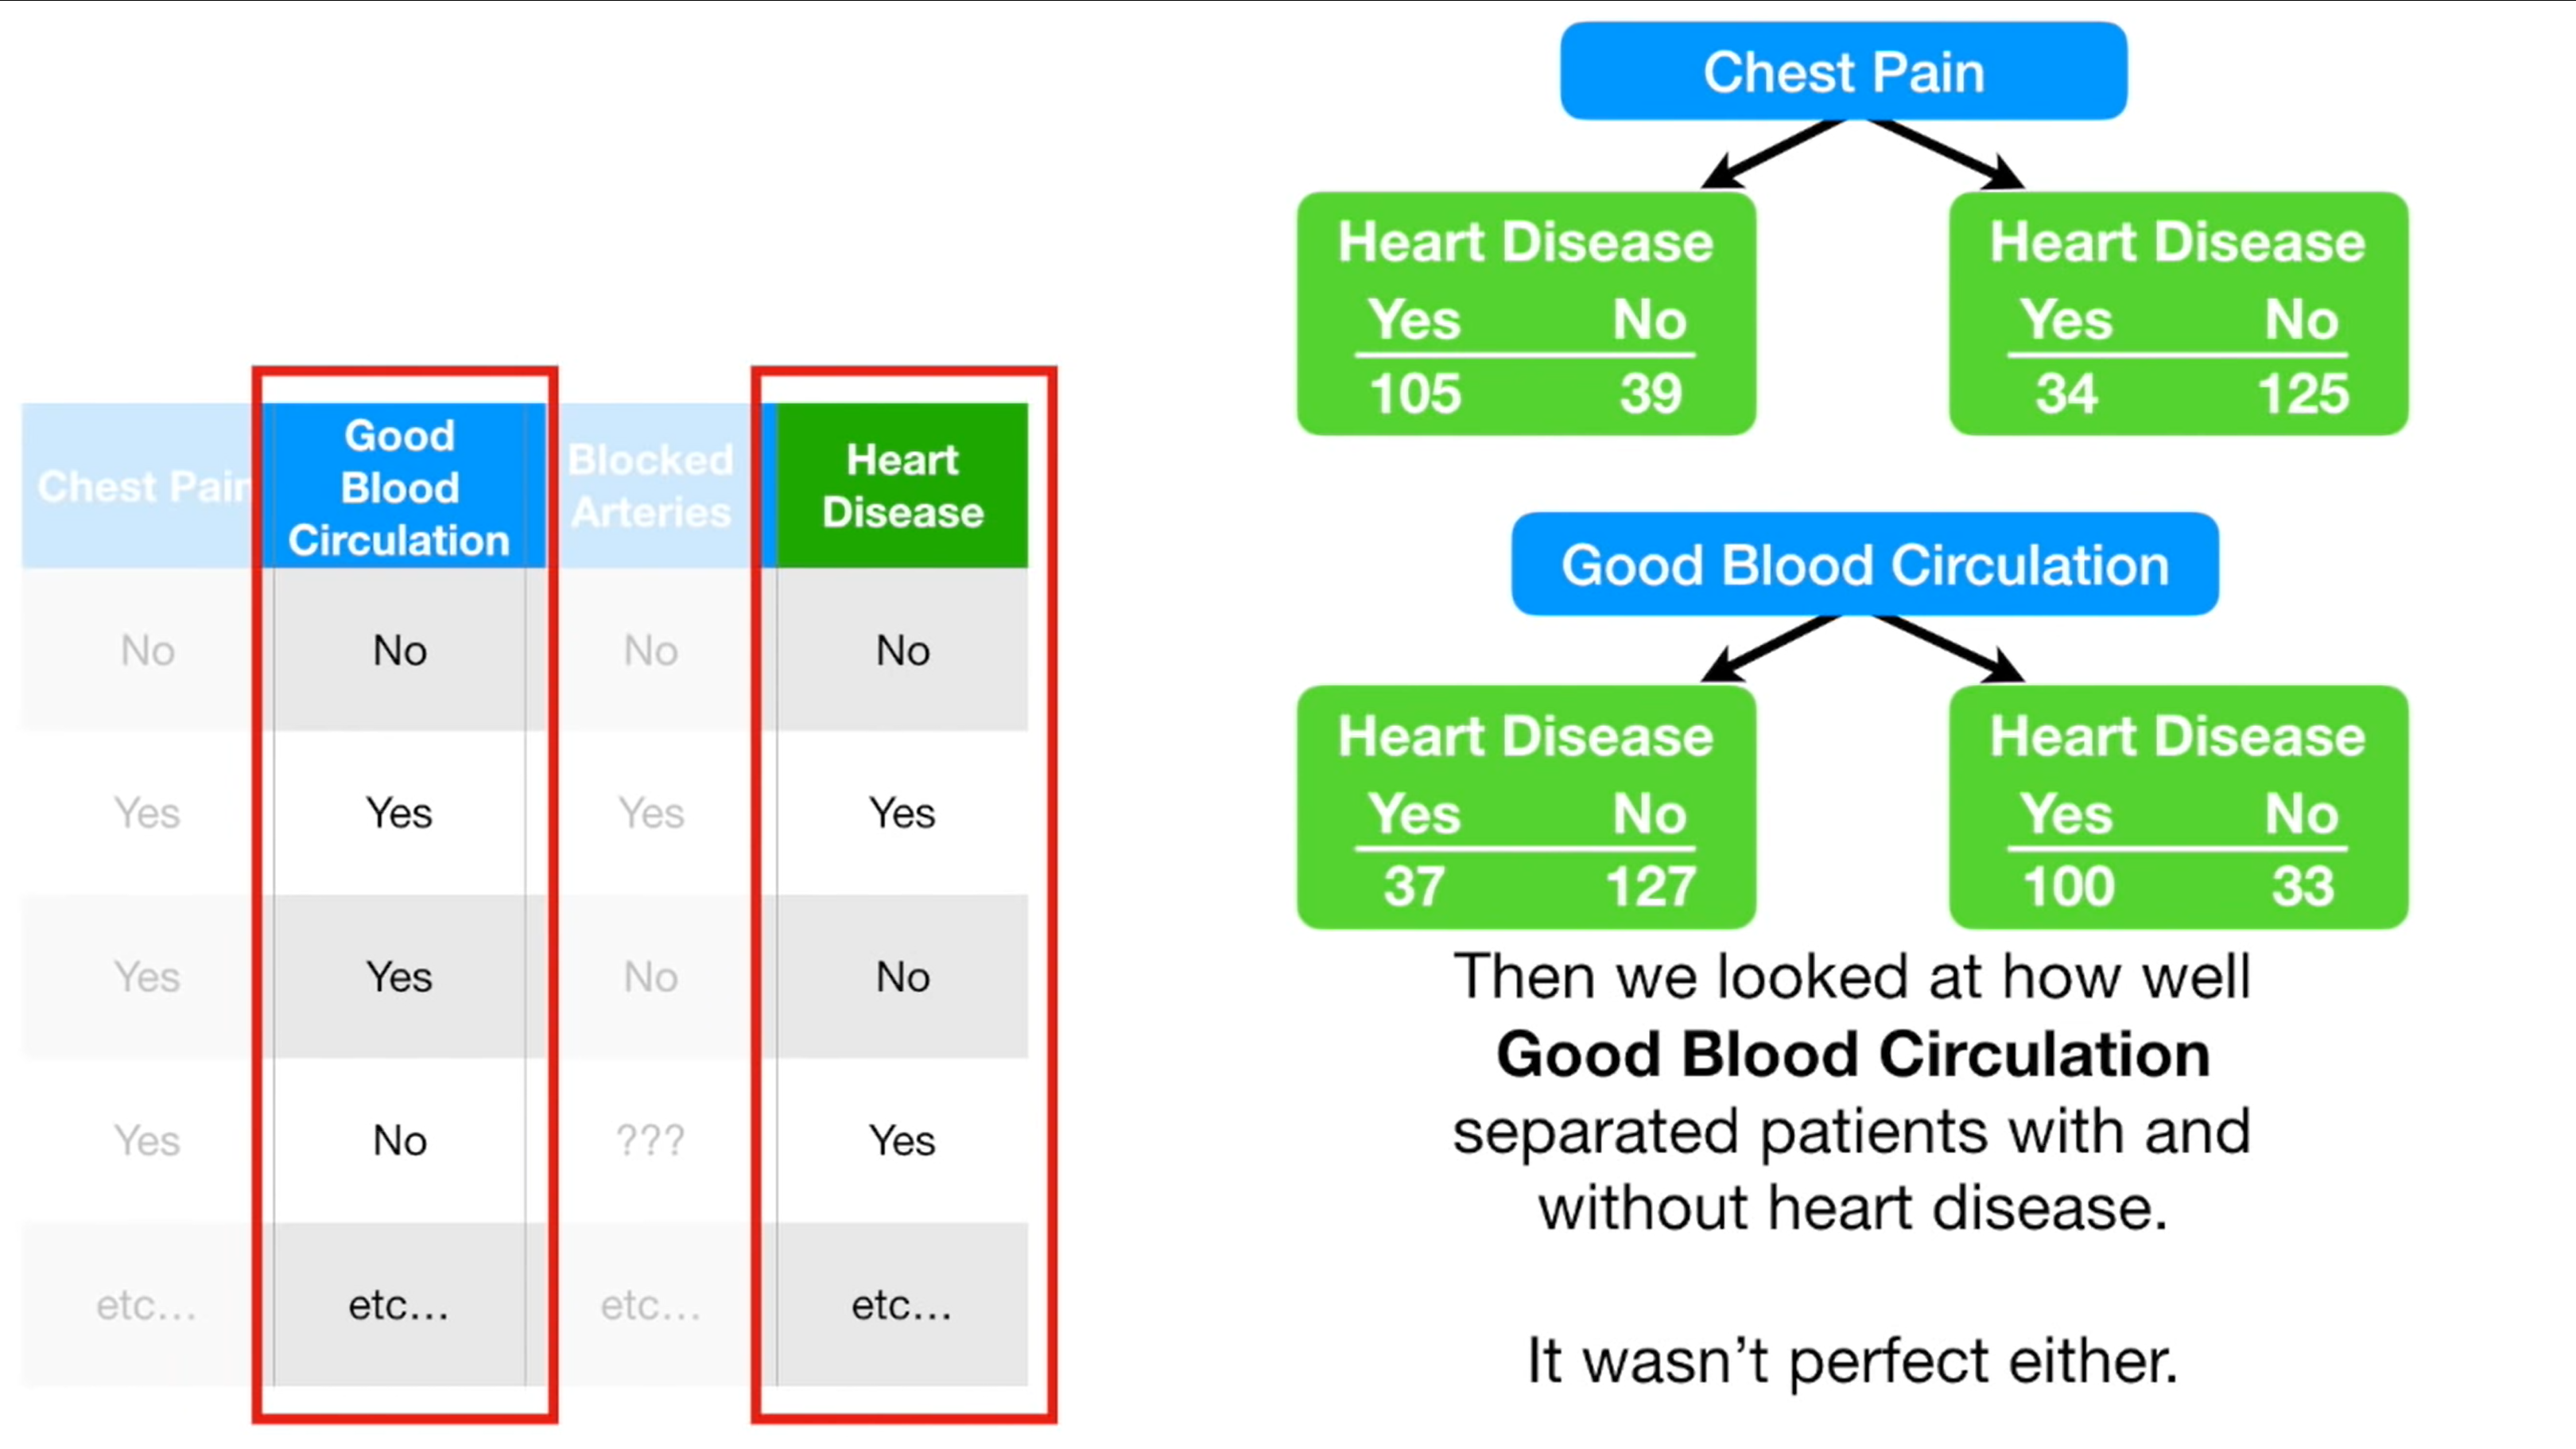 Chest Pain
Good Blood Circulation
Blocked Arteries
Heart Disease
No No No No
Yes Yes Yes Yes
Yes Yes No No
Yes No ??? Yes
etc... etc... etc... etc...
Chest Pain
Heart Disease
Yes No
105 39
Heart Disease
Yes No
34 125
Good Blood Circulation
Heart Disease
Yes No
37 127
Heart Disease
Yes No
100 33
Then we looked at how well
Good Blood Circulation
separated patients with and
without heart disease.
It wasn’t perfect either.